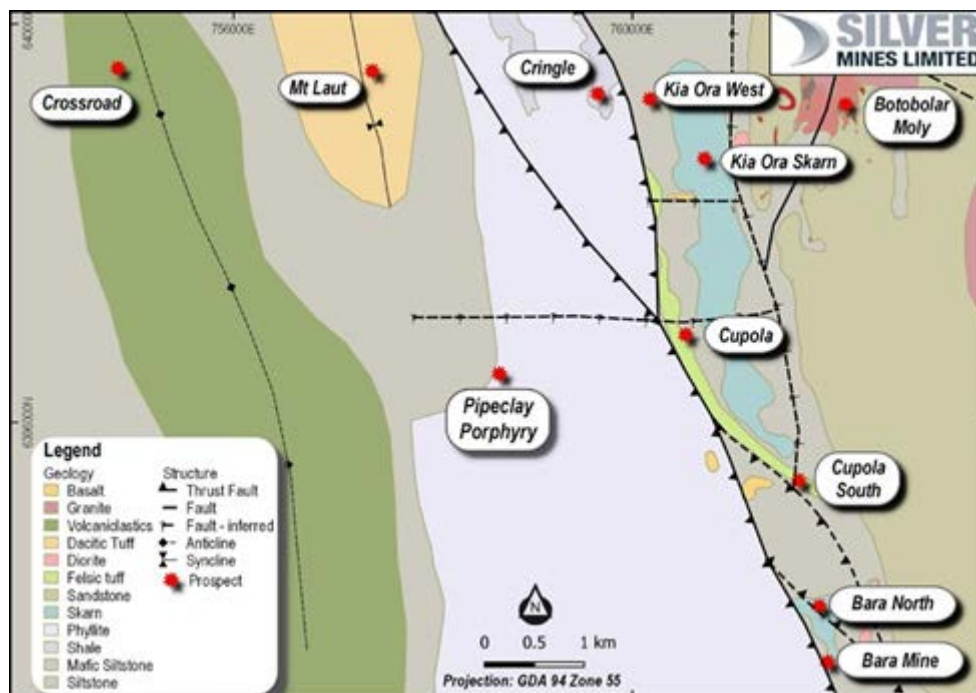 SILVER
MINES LIMITED
756000E
760000E
Crossroad
Mt Laut
Cringle
Kia Ora West
Botobolar
Moly
Kia Ora Skarn
Cupola
Pipeclay
Porphyry
Cupola
South
Bara North
Bara Mine
Legend
Geology
Basalt
Granite
Volcaniclastics
Dacitic Tuff
Diorite
Felsic tuff
Sandstone
Skarn
Phyllite
Shale
Mafic Siltstone
Siltstone
Structure
Thrust Fault
Fault
Fault - inferred
Anticline
Syncline
Prospect
N
0 0.5 1 km
Projection: GDA 94 Zone 55